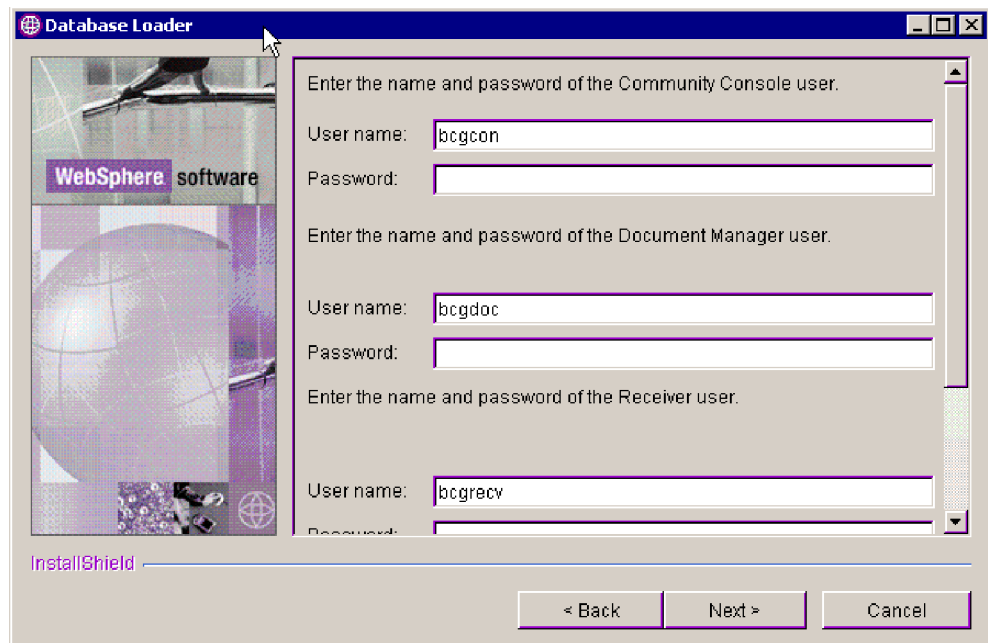 Database Loader
WebSphere software
Enter the name and password of the Community Console user.
User name: bcgcon
Password:
Enter the name and password of the Document Manager user.
User name: bcgdoc
Password:
Enter the name and password of the Receiver user.
User name: bcgrecv
Password:
InstallShield
< Back Next > Cancel